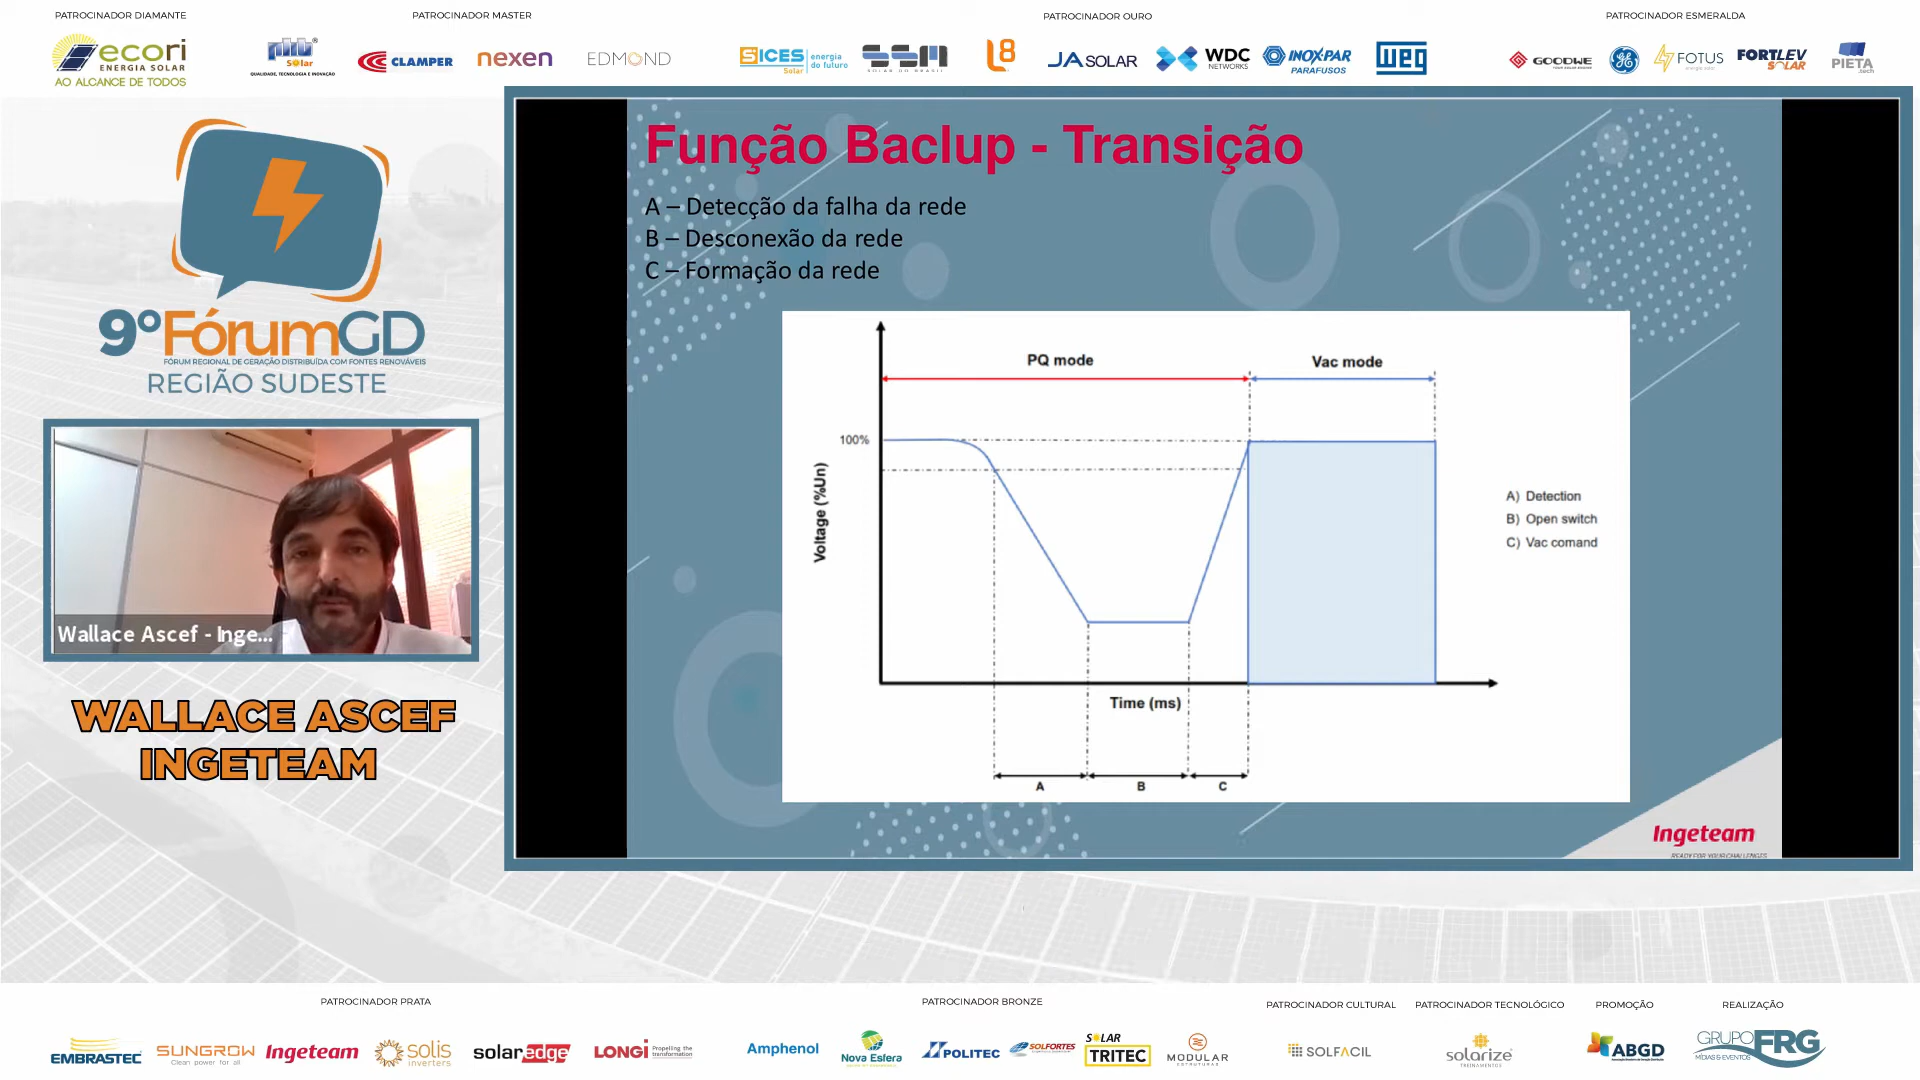 PATROCINADOR DIAMANTE
PATROCINADOR MASTER
PATROCINADOR OURO
PATROCINADOR ESMERALDA
ecori
ENERGIA SOLAR
AO ALCANCE DE TODOS
phb
Solar
QUALIDADE, TECNOLOGIA E INOVAÇÃO
CLAMPER
nexen
EDMOND
SICES
Solar
energia
do futuro
SSM
SOLAR DO BRASIL
L8
JA SOLAR
WDC
NETWORKS
INOX-PAR
PARAFUSOS
WEG
GOODWE
GE
FOTUS
energia solar
FORTLEV
SOLAR
PIETA
.tech
9º FórumGD
FÓRUM REGIONAL DE GERAÇÃO DISTRIBUÍDA COM FONTES RENOVÁVEIS
REGIÃO SUDESTE
Wallace Ascef - Inge...
WALLACE ASCEF
INGETEAM
Função Baclup - Transição
A – Detecção da falha da rede
B – Desconexão da rede
C – Formação da rede
PQ mode
Vac mode
100%
Voltage (%Un)
A) Detection
B) Open switch
C) Vac comand
Time (ms)
A
B
C
Ingeteam
READY FOR YOUR CHALLENGES
PATROCINADOR PRATA
PATROCINADOR BRONZE
PATROCINADOR CULTURAL
PATROCINADOR TECNOLÓGICO
PROMOÇÃO
REALIZAÇÃO
EMBRASTEC
SUNGROW
Clean power for all
Ingeteam
solis
inverters
solaredge
LONGI
Propelling the
transformation
Amphenol
Nova Esfera
POLITEC
SOLFORTES
SOLAR
TRITEC
MODULAR
ESTRUTURAS
SOLFACIL
solarize
TREINAMENTOS
ABGD
GRUPO
FRG
MÍDIAS & EVENTOS